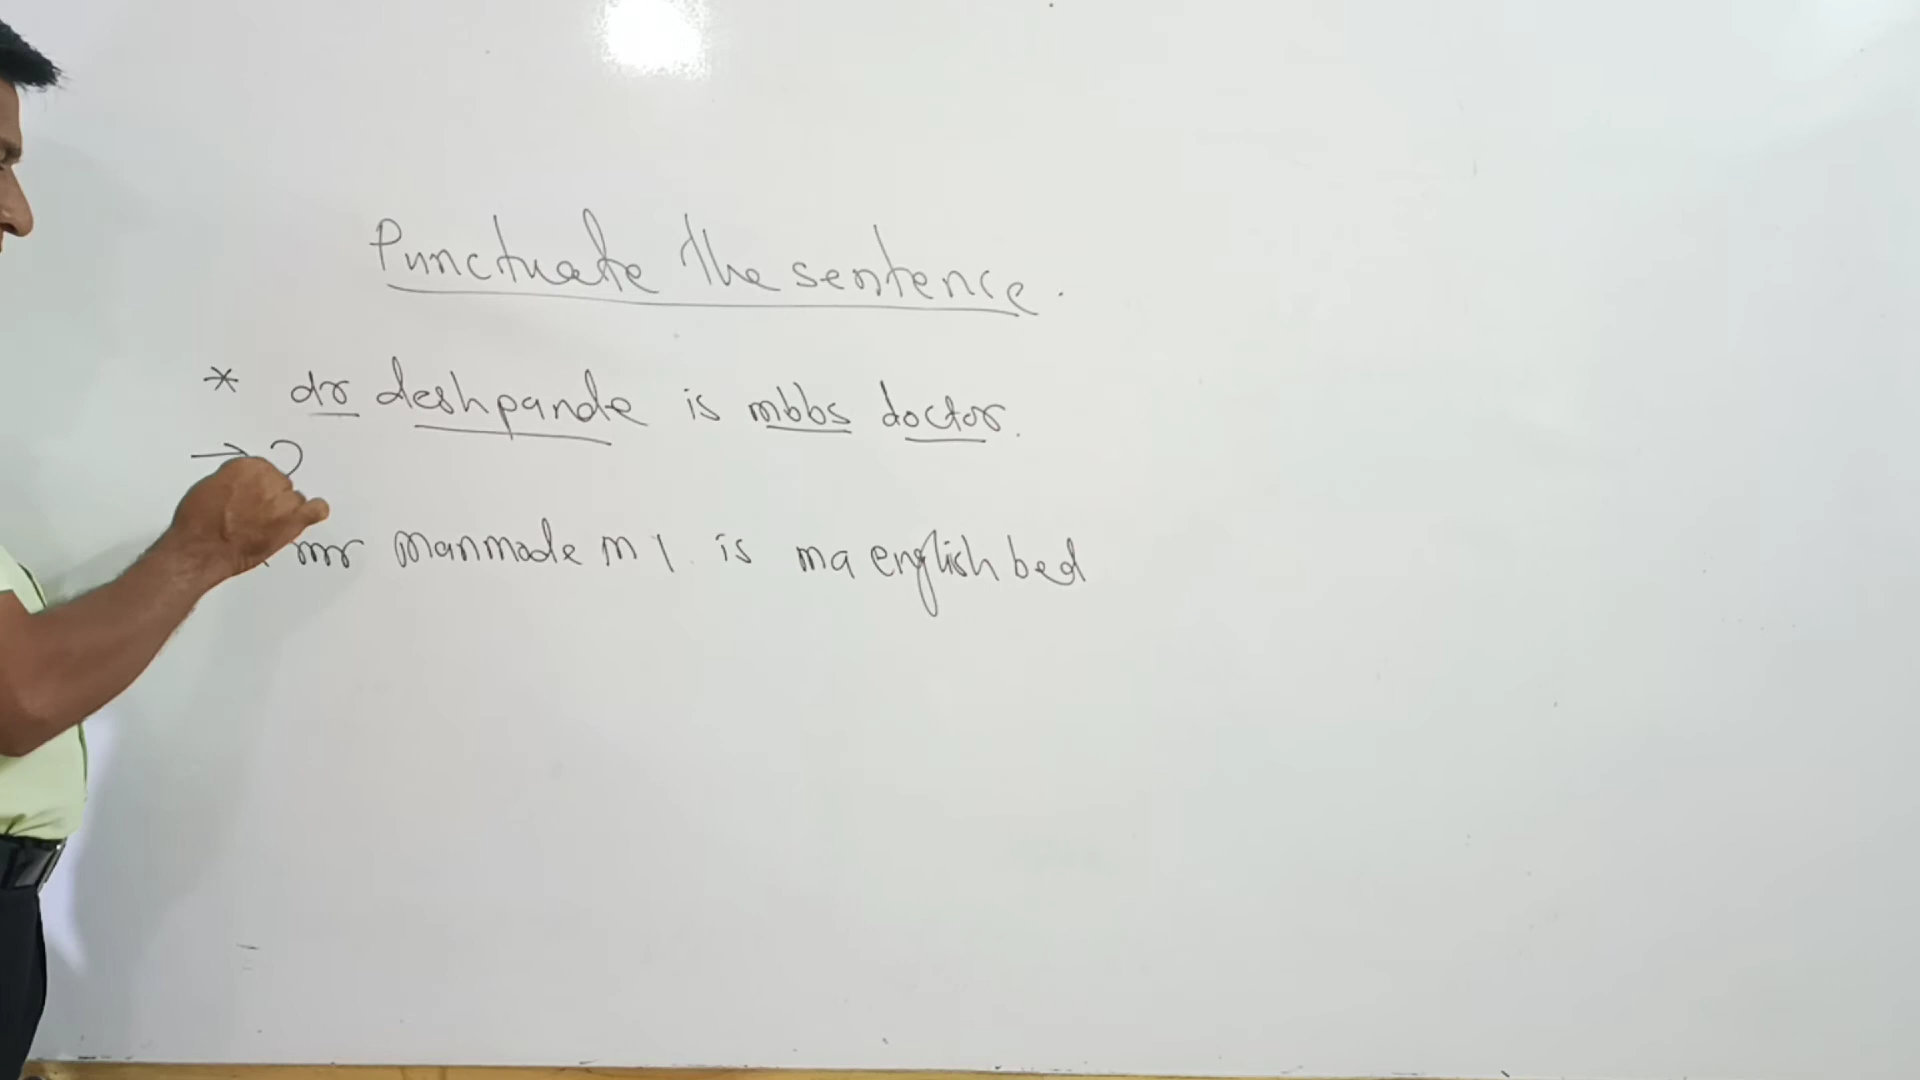 Punctuate the sentence.
* dr deshpande is mbbs doctor.
→
mr manmade m l. is ma english bed